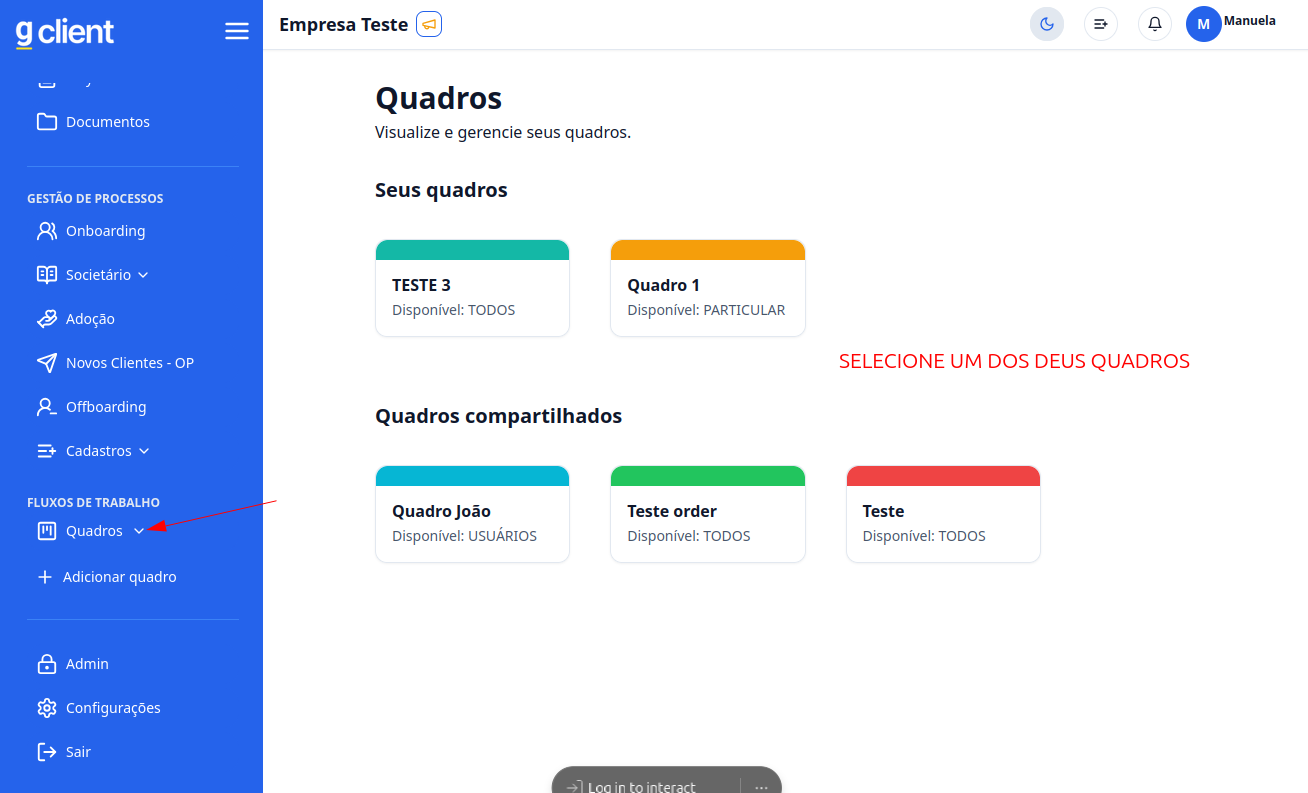 g client
Empresa Teste
M
Manuela
Documentos
GESTÃO DE PROCESSOS
Onboarding
Societário
Adoção
Novos Clientes - OP
Offboarding
Cadastros
FLUXOS DE TRABALHO
Quadros
Adicionar quadro
Admin
Configurações
Sair
Quadros
Visualize e gerencie seus quadros.
Seus quadros
TESTE 3
Disponível: TODOS
Quadro 1
Disponível: PARTICULAR
SELECIONE UM DOS DEUS QUADROS
Quadros compartilhados
Quadro João
Disponível: USUÁRIOS
Teste order
Disponível: TODOS
Teste
Disponível: TODOS
Log in to interact